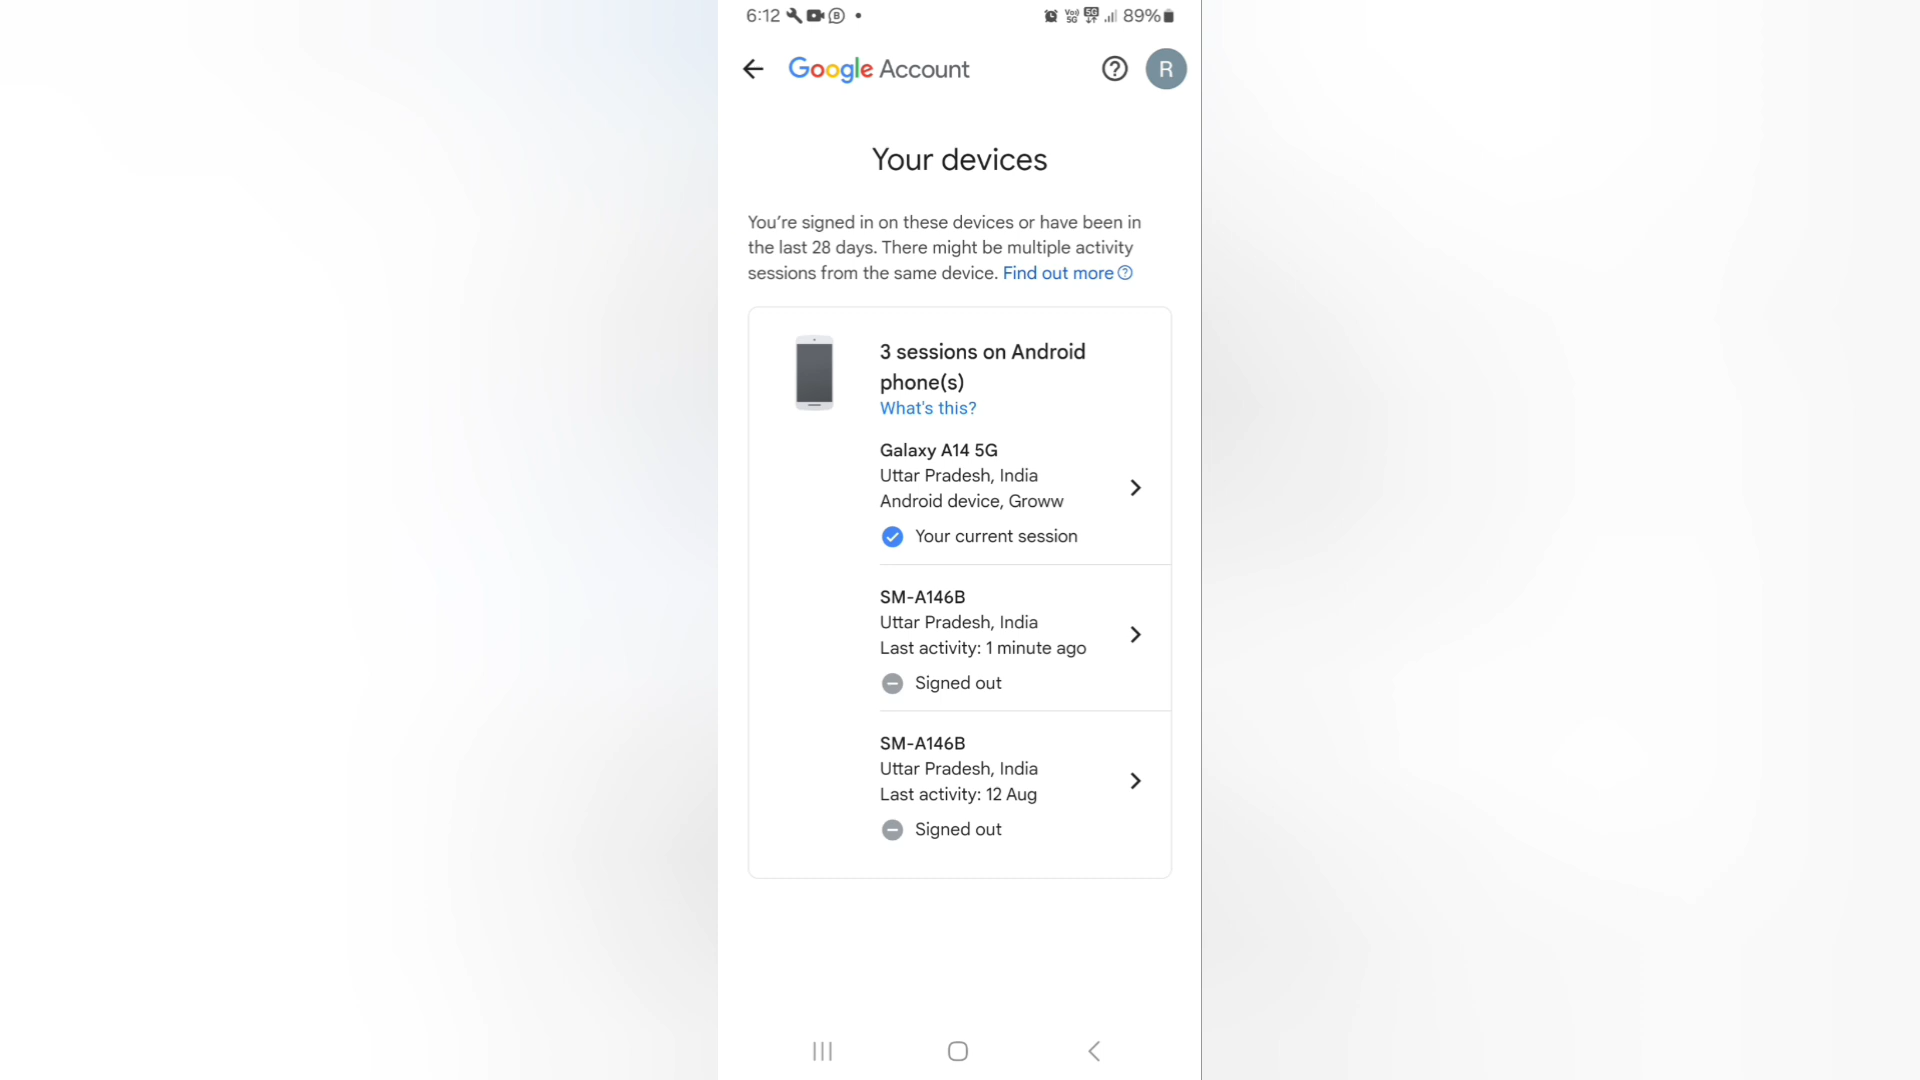 6:12 B 89%
Google Account ? R
Your devices
You're signed in on these devices or have been in
the last 28 days. There might be multiple activity
sessions from the same device. Find out more ?
3 sessions on Android
phone(s)
What's this?
Galaxy A14 5G
Uttar Pradesh, India
Android device, Groww
Your current session
SM-A146B
Uttar Pradesh, India
Last activity: 1 minute ago
Signed out
SM-A146B
Uttar Pradesh, India
Last activity: 12 Aug
Signed out